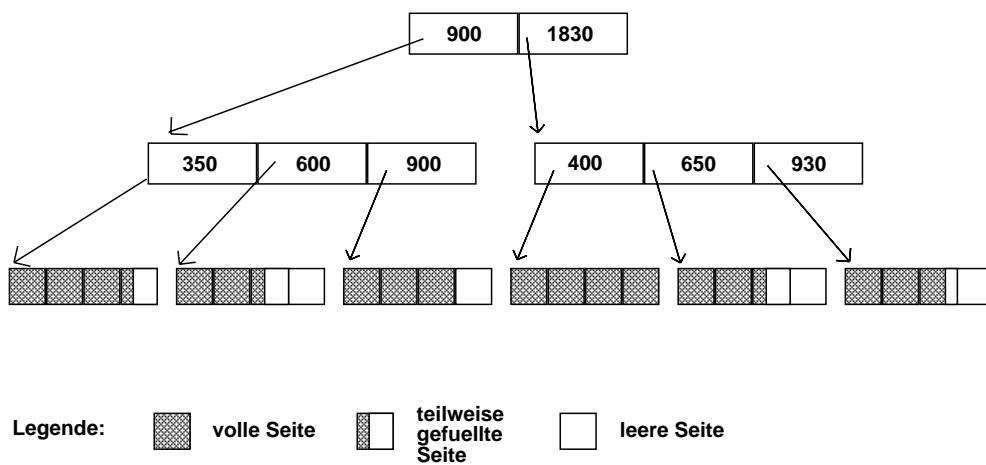 900 1830
350 600 900 400 650 930
Legende:
volle Seite
teilweise
gefuellte
Seite
leere Seite